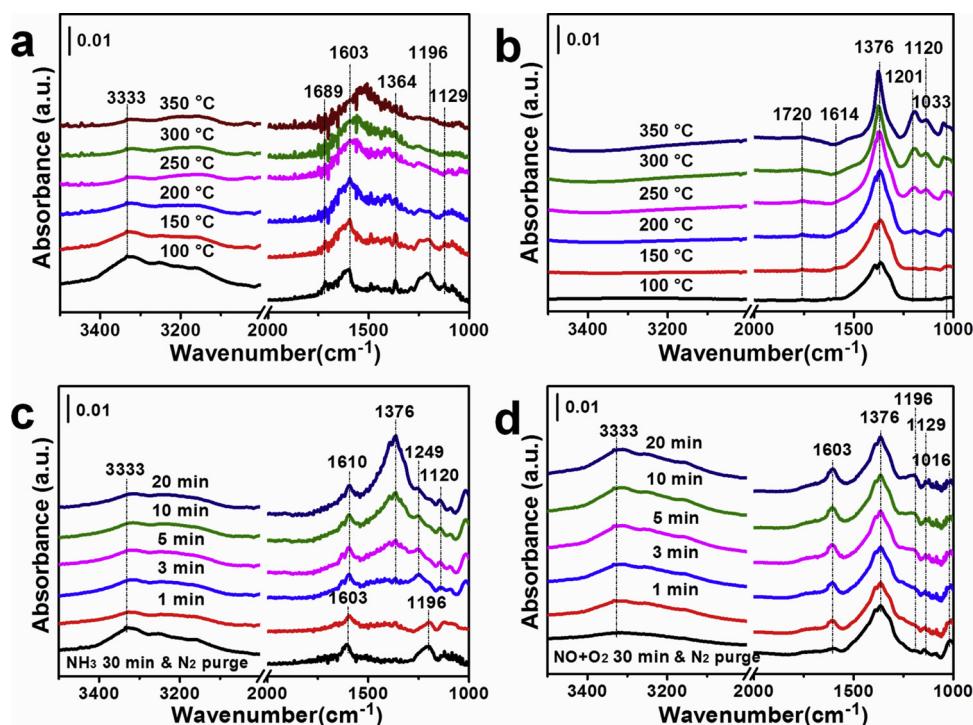 a
0.01
1603
1196
3333
1689
1364
1129
350 °C
300 °C
250 °C
200 °C
150 °C
100 °C
Absorbance (a.u.)
3400
3200
2000
1500
1000
Wavenumber(cm-1)
b
0.01
1376
1120
1201
1033
1720
1614
350 °C
300 °C
250 °C
200 °C
150 °C
100 °C
Absorbance (a.u.)
3400
3200
2000
1500
1000
Wavenumber(cm-1)
c
0.01
1376
3333
1610
1249
1120
20 min
10 min
5 min
3 min
1 min
1603
1196
NH3 30 min & N2 purge
Absorbance (a.u.)
3400
3200
2000
1500
1000
Wavenumber(cm-1)
d
0.01
1196
1376
1129
3333
1603
1016
20 min
10 min
5 min
3 min
1 min
NO+O2 30 min & N2 purge
Absorbance (a.u.)
3400
3200
2000
1500
1000
Wavenumber(cm-1)